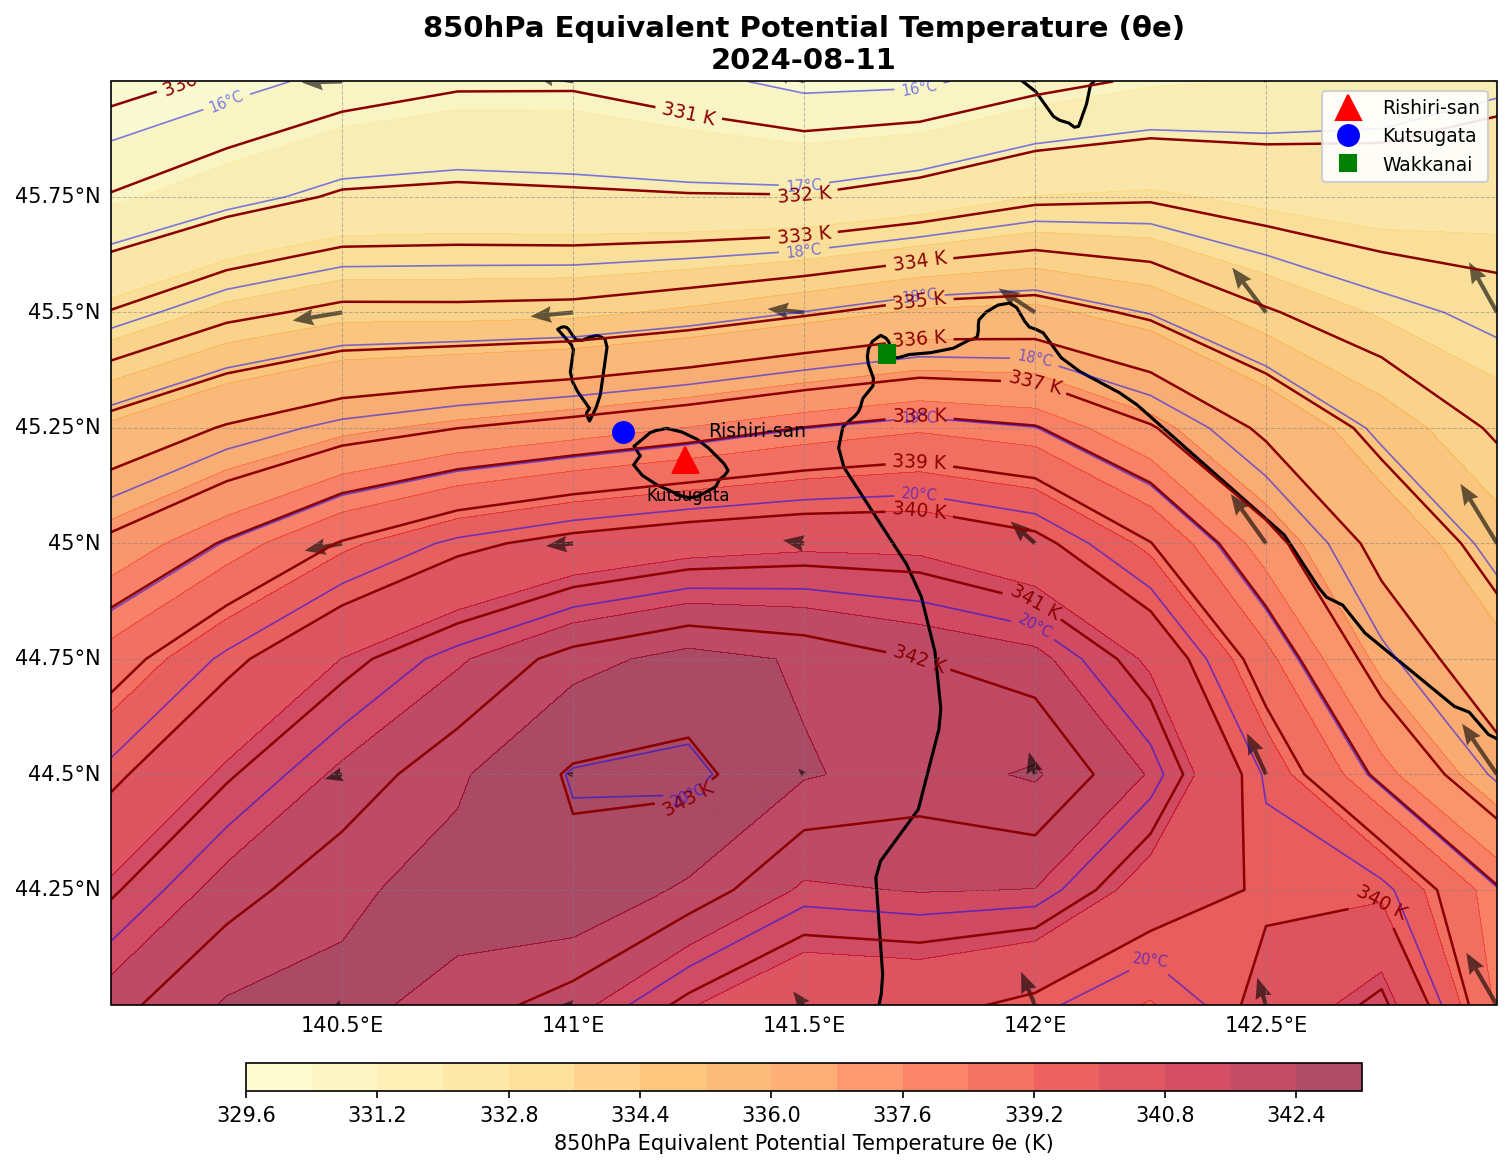 850hPa Equivalent Potential Temperature (θe)
2024-08-11
16°C
16°C
331 K
Rishiri-san
Kutsugata
Wakkanai
17°C
332 K
333 K
18°C
334 K
335 K
336 K
18°C
337 K
338 K
Rishiri-san
339 K
20°C
Kutsugata
340 K
341 K
20°C
342 K
343 K
20°C
340 K
20°C
45.75°N
45.5°N
45.25°N
45°N
44.75°N
44.5°N
44.25°N
140.5°E 141°E 141.5°E 142°E 142.5°E
329.6 331.2 332.8 334.4 336.0 337.6 339.2 340.8 342.4
850hPa Equivalent Potential Temperature θe (K)